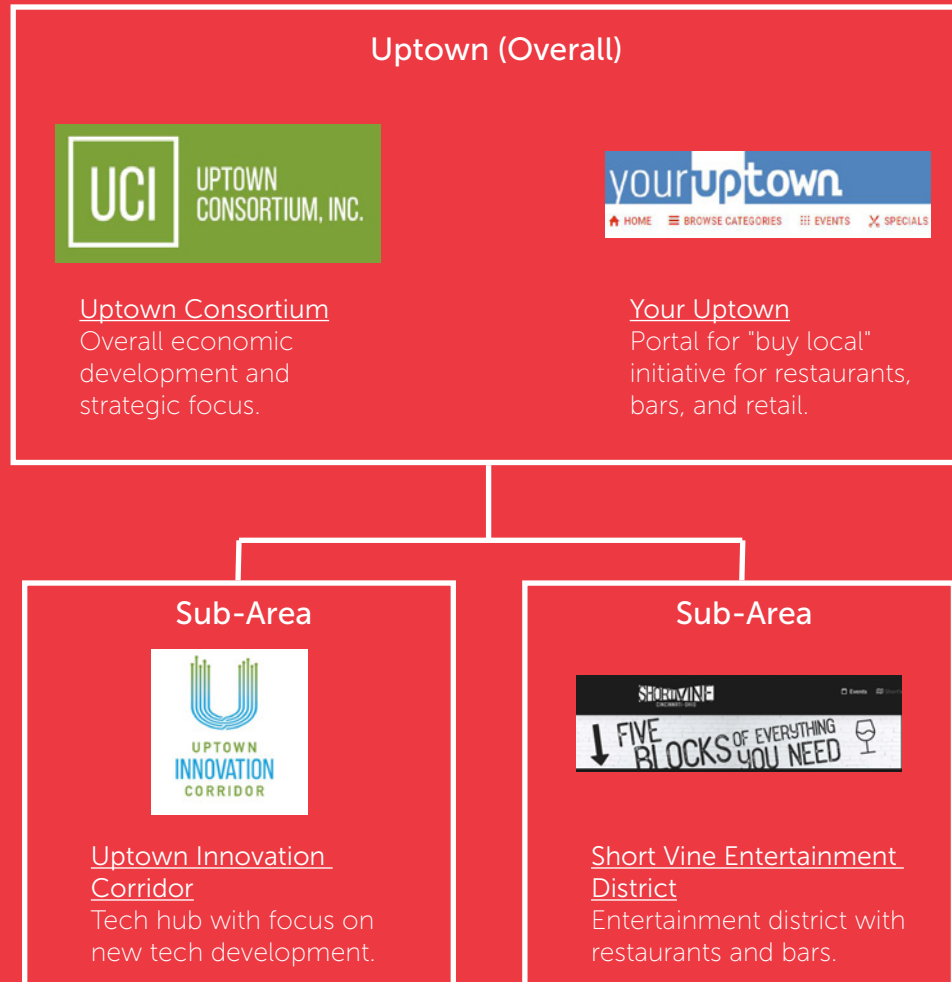 Uptown (Overall)
UCI
UPTOWN
CONSORTIUM, INC.
youruptown
HOME BROWSE CATEGORIES EVENTS SPECIALS
Uptown Consortium
Overall economic
development and
strategic focus.
Your Uptown
Portal for "buy local"
initiative for restaurants,
bars, and retail.
Sub-Area
UPTOWN
INNOVATION
CORRIDOR
Uptown Innovation
Corridor
Tech hub with focus on
new tech development.
Sub-Area
SHORTVINE
CINCINNATI OHIO
Events
FIVE
BLOCKS OF EVERYTHING
YOU NEED
Short Vine Entertainment
District
Entertainment district with
restaurants and bars.